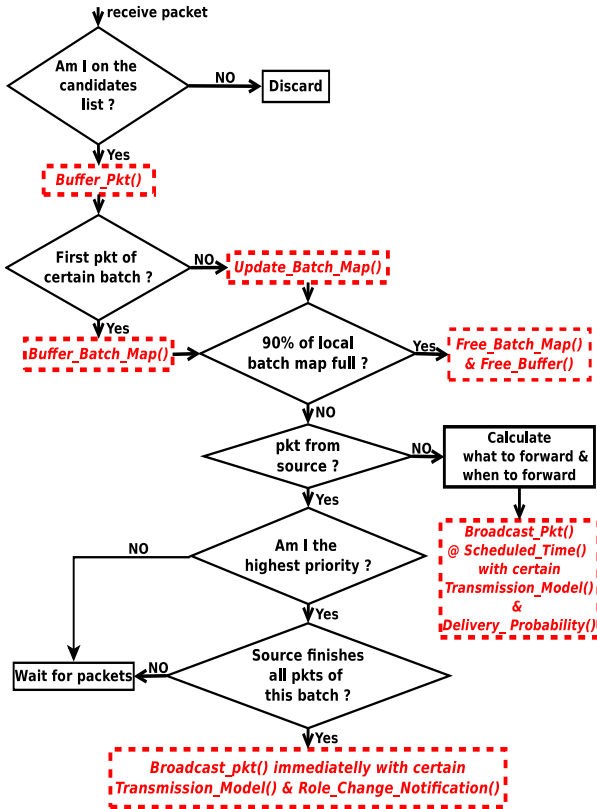 receive packet
Am I on the
candidates
list ?
NO
Discard
Yes
Buffer_Pkt()
First pkt of
certain batch ?
NO
Update_Batch_Map()
Yes
Buffer_Batch_Map()
90% of local
batch map full ?
Yes
Free_Batch_Map()
& Free_Buffer()
NO
pkt from
source ?
NO
Calculate
what to forward &
when to forward
Yes
Broadcast_Pkt()
@ Scheduled_Time()
with certain
Transmission_Model()
&
Delivery_ Probability()
Am I the
highest priority ?
NO
Yes
Source finishes
all pkts of
this batch ?
NO
Wait for packets
Yes
Broadcast_pkt() immediatelly with certain
Transmission_Model() & Role_Change_Notification()